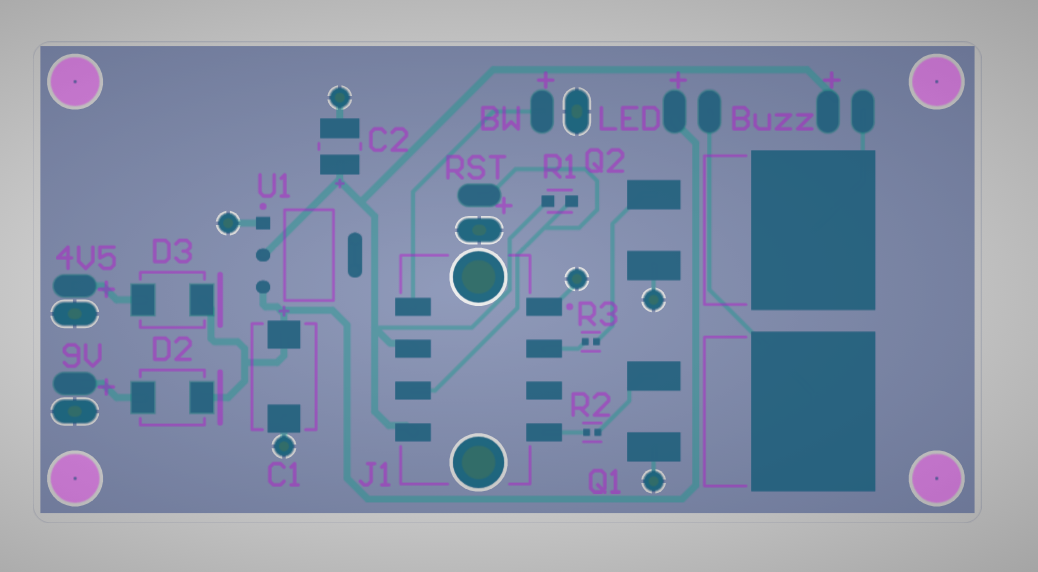 BW + LED + Buzz +
C2
RST + R1 Q2
U1
4V5 + D3
R3
9V + D2
R2
C1 J1 Q1